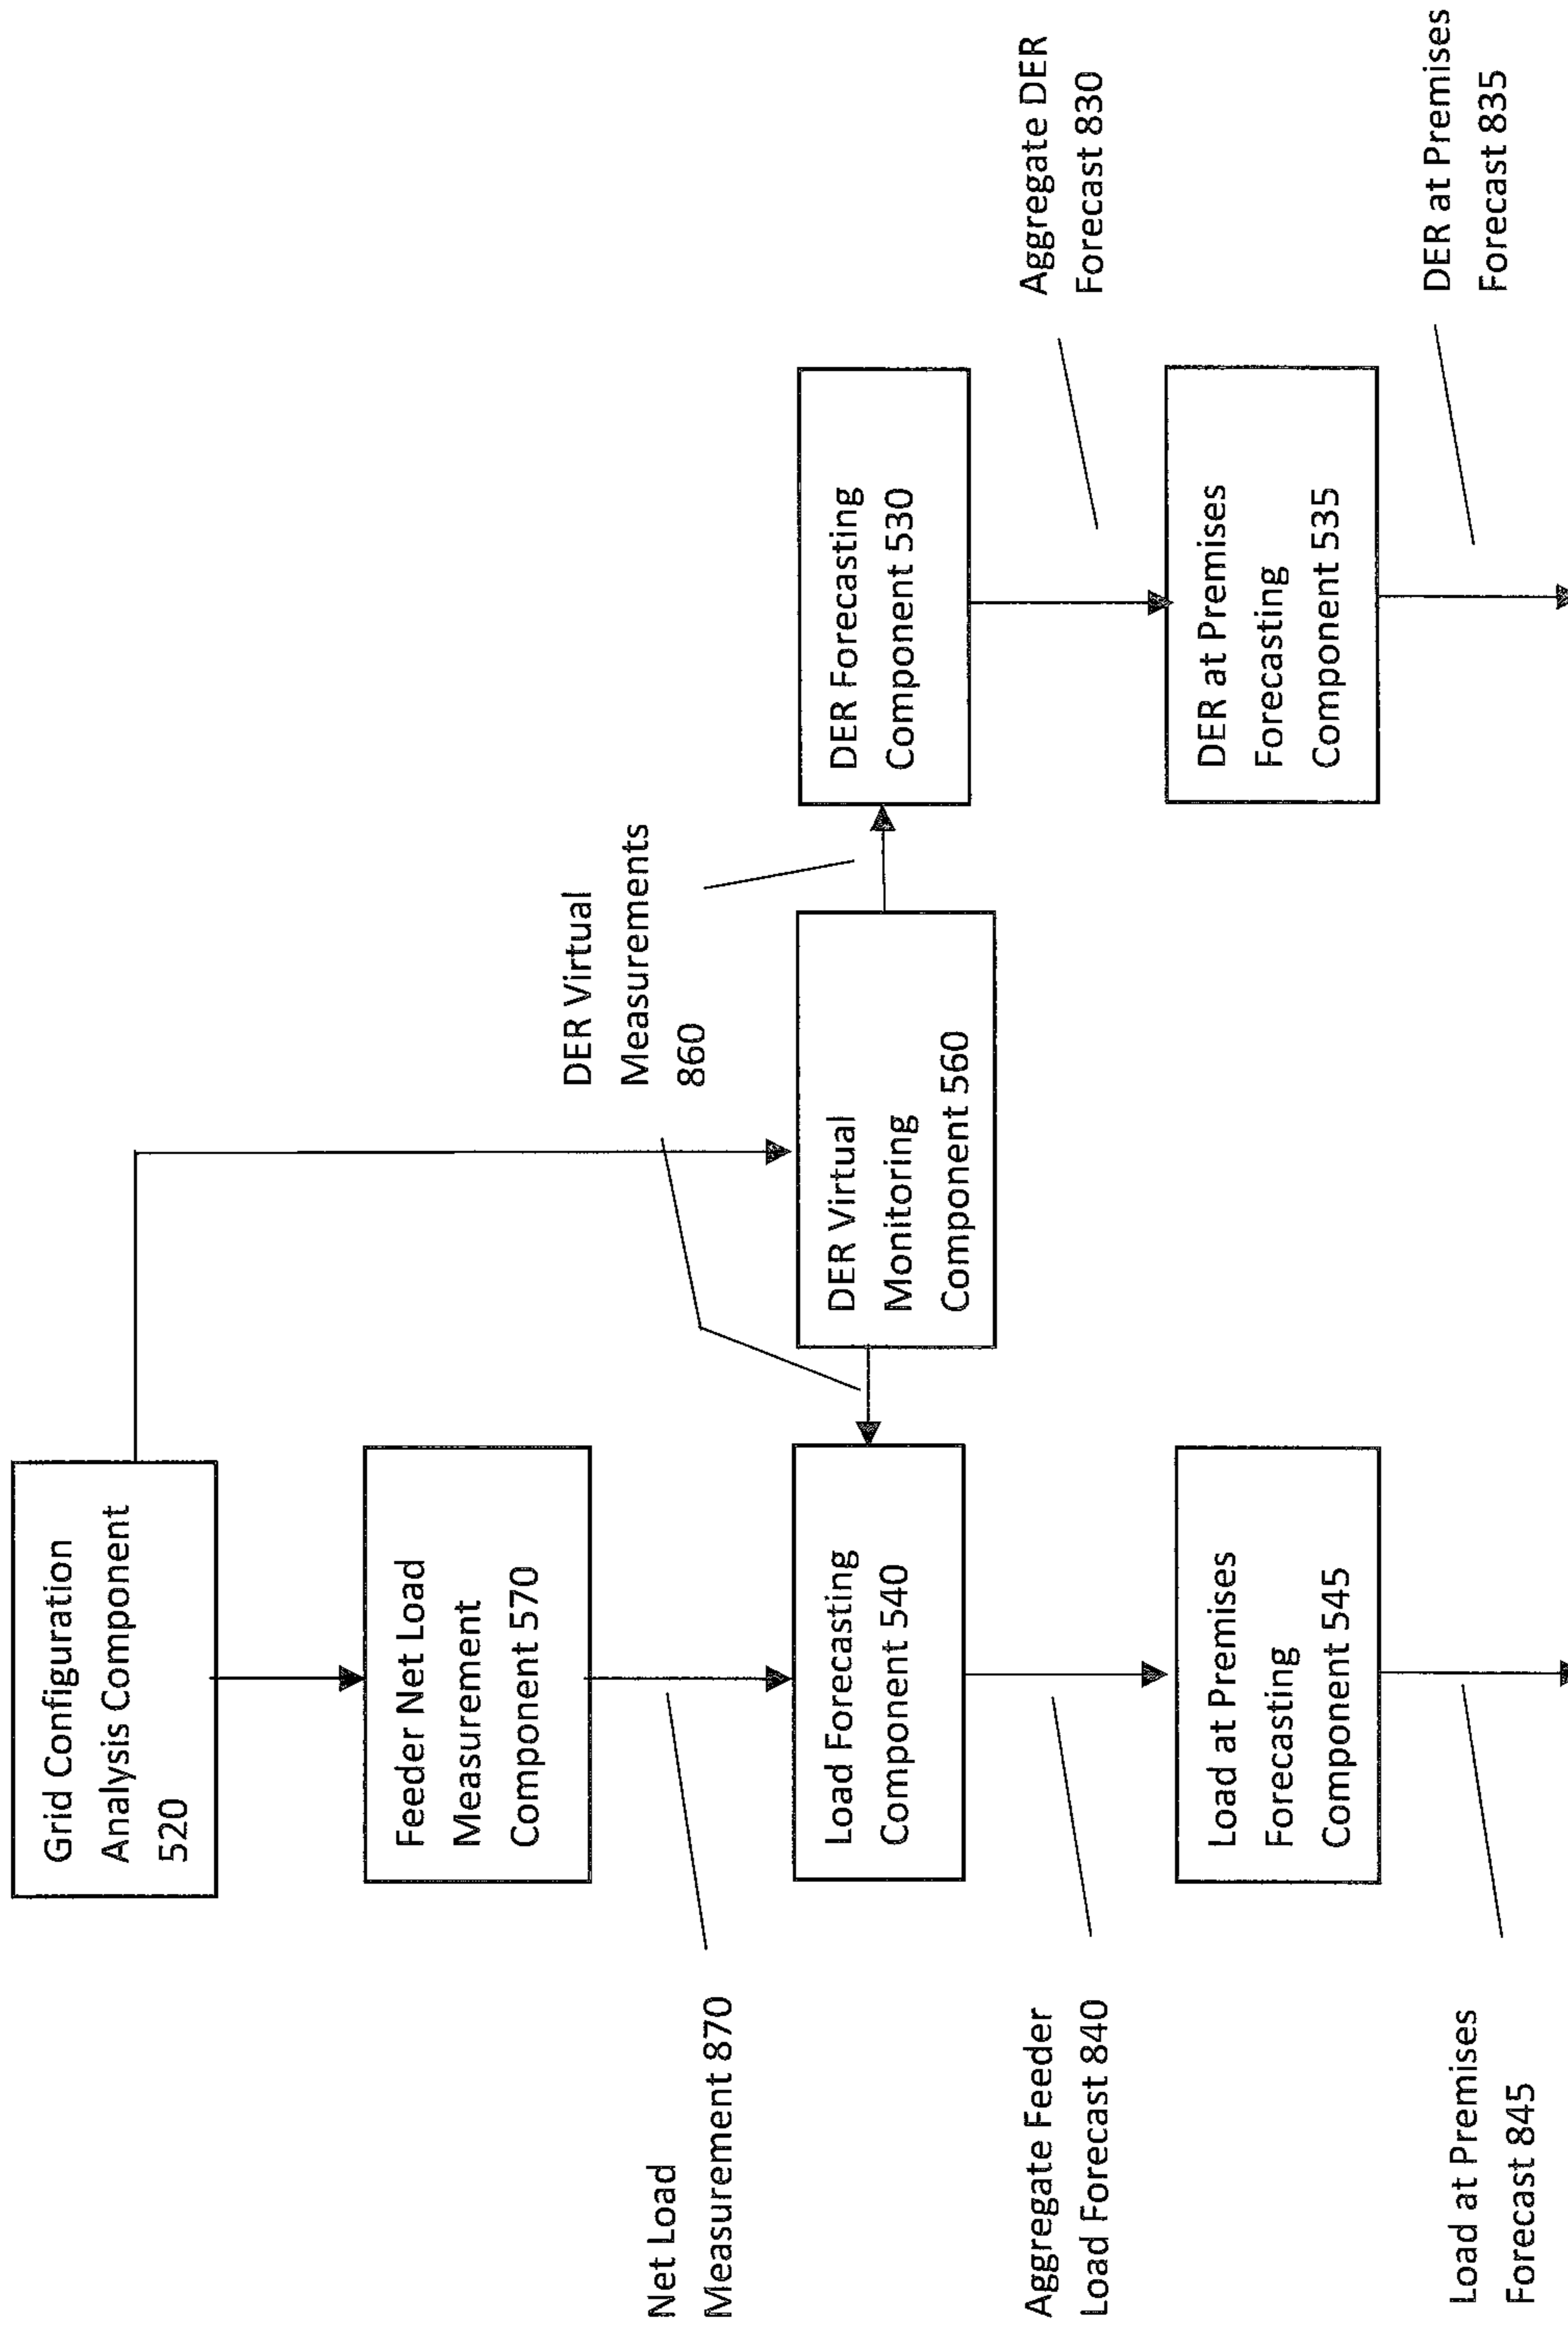 Grid Configuration
Analysis Component
520
Feeder Net Load
Measurement
Component 570
Net Load
Measurement 870
DER Virtual
Measurements
860
Load Forecasting
Component 540
DER Virtual
Monitoring
Component 560
DER Forecasting
Component 530
Aggregate Feeder
Load Forecast 840
Aggregate DER
Forecast 830
Load at Premises
Forecasting
Component 545
DER at Premises
Forecasting
Component 535
Load at Premises
Forecast 845
DER at Premises
Forecast 835